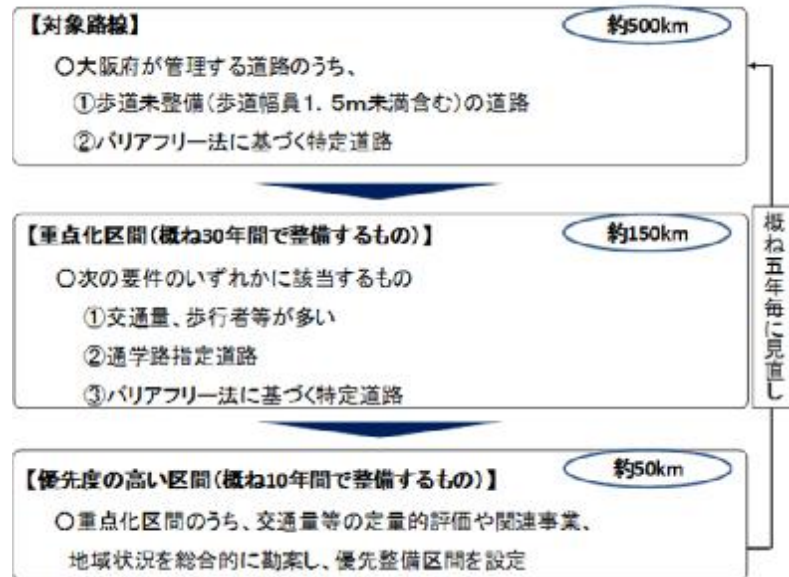 【対象路線】
約500km
○大阪府が管理する道路のうち、
①歩道未整備(歩道幅員1．5m未満含む)の道路
②バリアフリー法に基づく特定道路
【重点化区間(概ね30年間で整備するもの)】
約150km
○次の要件のいずれかに該当するもの
①交通量、歩行者等が多い
②通学路指定道路
③バリアフリー法に基づく特定道路
【優先度の高い区間(概ね10年間で整備するもの)】
約50km
○重点化区間のうち、交通量等の定量的評価や関連事業、
地域状況を総合的に勘案し、優先整備区間を設定
概ね五年毎に見直し